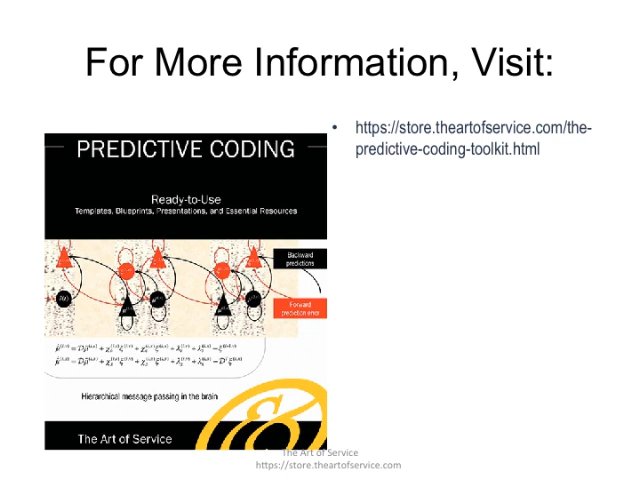 For More Information, Visit:
• https://store.theartofservice.com/the-
predictive-coding-toolkit.html
PREDICTIVE CODING
Ready-to-Use
Templates, Blueprints, Presentations, and Essential Resources
Backward
predictions
Forward
prediction error
Hierarchical message passing in the brain
The Art of Service
The Art of Service
https://store.theartofservice.com